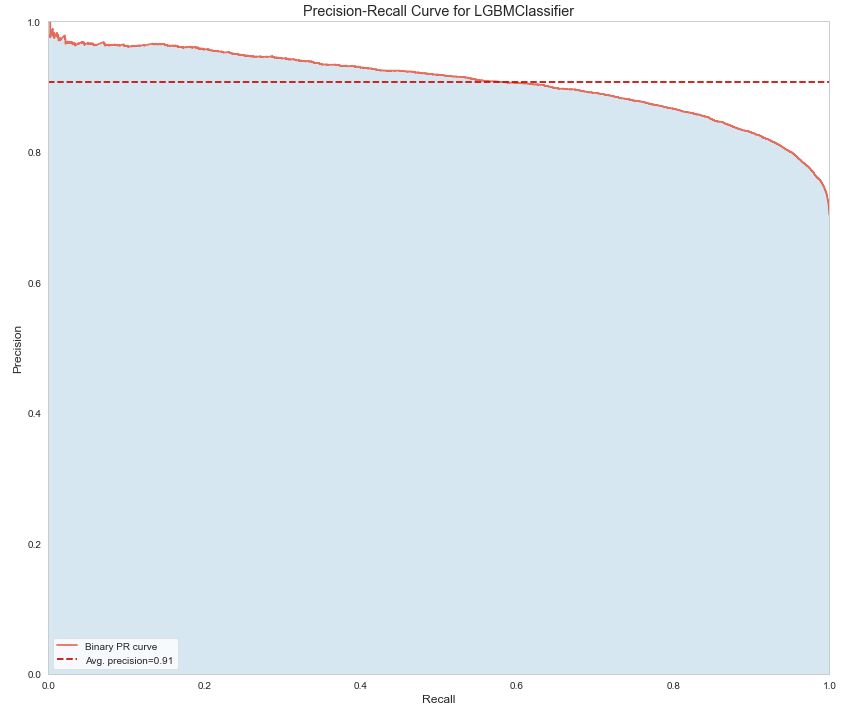 Precision-Recall Curve for LGBMClassifier
1.0
0.8
0.6
0.4
0.2
0.0
Precision
Binary PR curve
Avg. precision=0.91
0.0 0.2 0.4 0.6 0.8 1.0
Recall